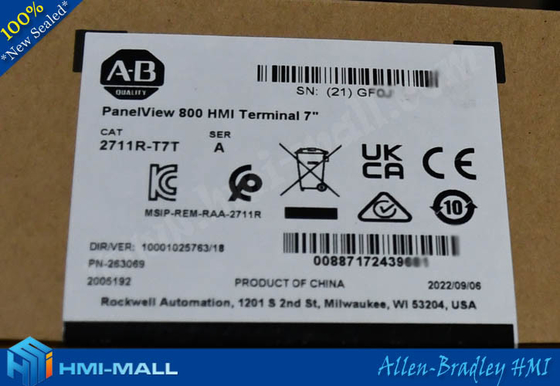 100%
*New Sealed*
A-B
QUALITY
SN: (21) GF0
PanelView 800 HMI Terminal 7"
CAT
SER
2711R-T7T
A
UK
CA
CE
MSIP-REM-RAA-2711R
10
DIR/VER: 10001025763/18
PN-263069
2005192
00887172439
PRODUCT OF CHINA
2022/09/06
Rockwell Automation, 1201 S 2nd St, Milwaukee, WI 53204, USA
HMI-MALL
Allen-Bradley HMI